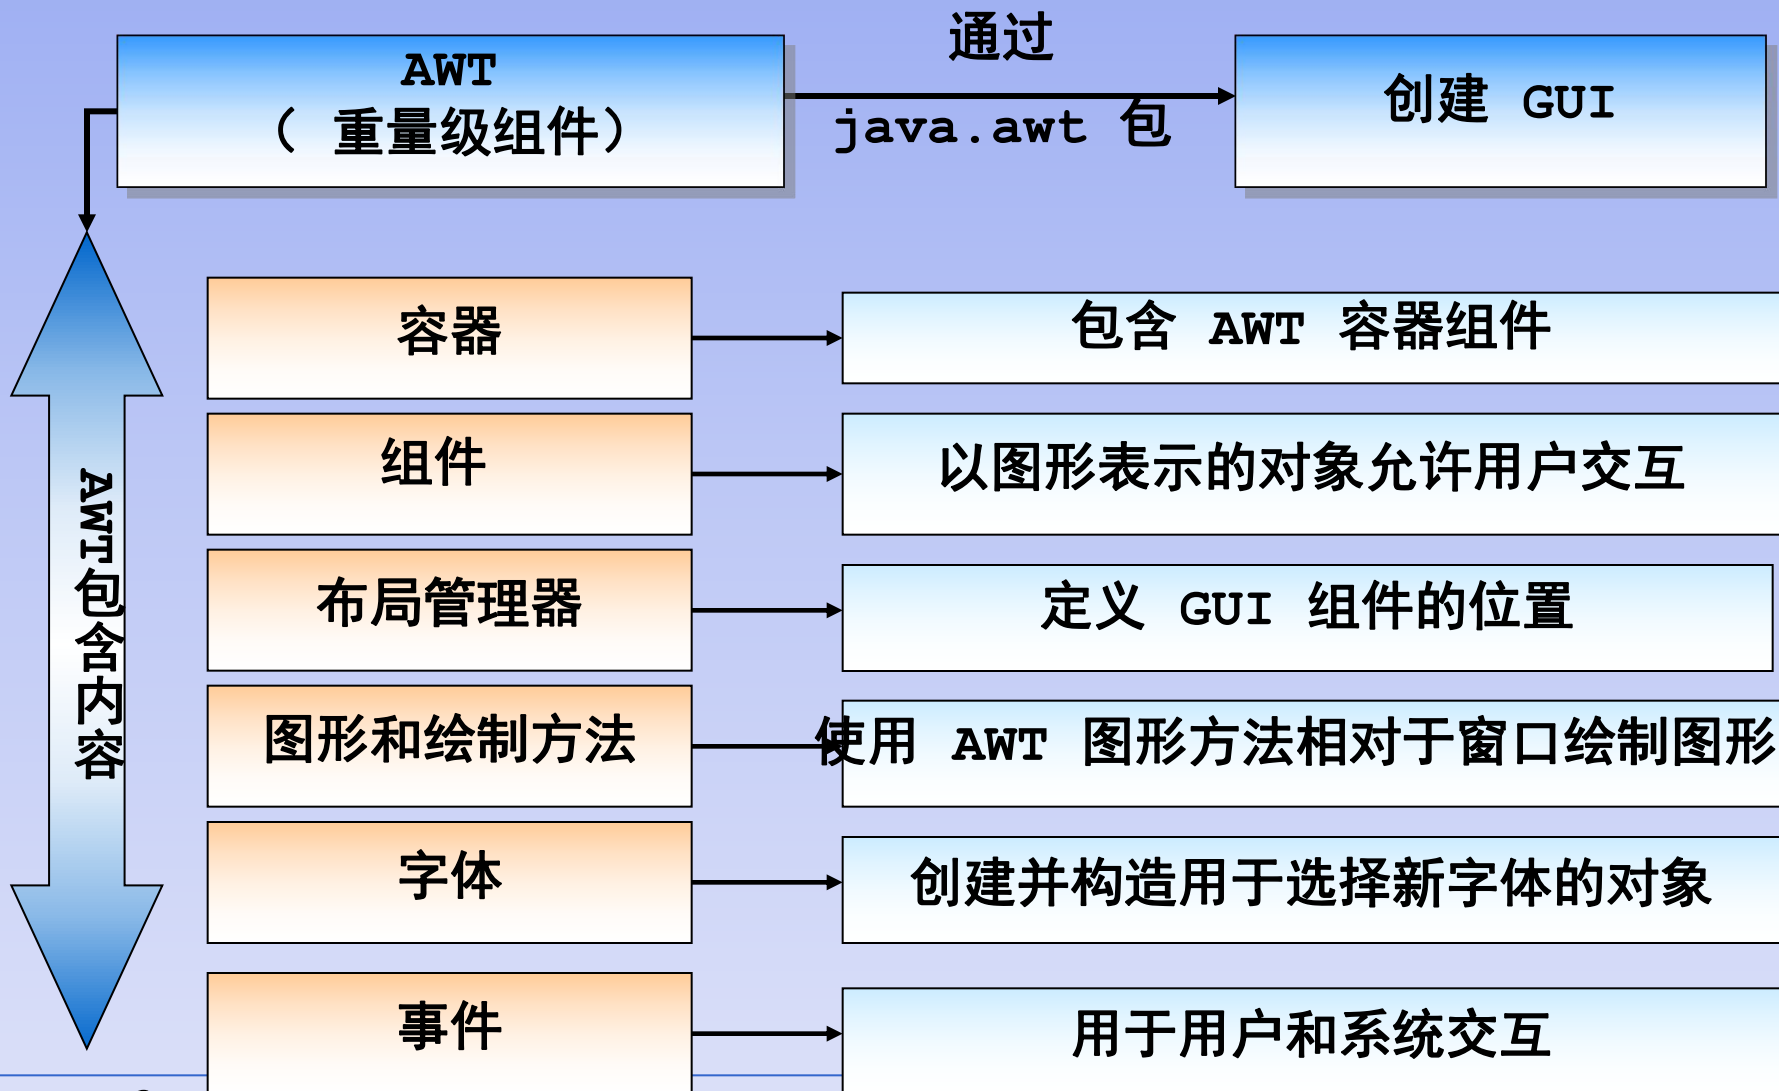 AWT
（ 重量级组件）
通过
java.awt 包
创建 GUI
AWT包含内容
容器
包含 AWT 容器组件
组件
以图形表示的对象允许用户交互
布局管理器
定义 GUI 组件的位置
图形和绘制方法
使用 AWT 图形方法相对于窗口绘制图形
字体
创建并构造用于选择新字体的对象
事件
用于用户和系统交互